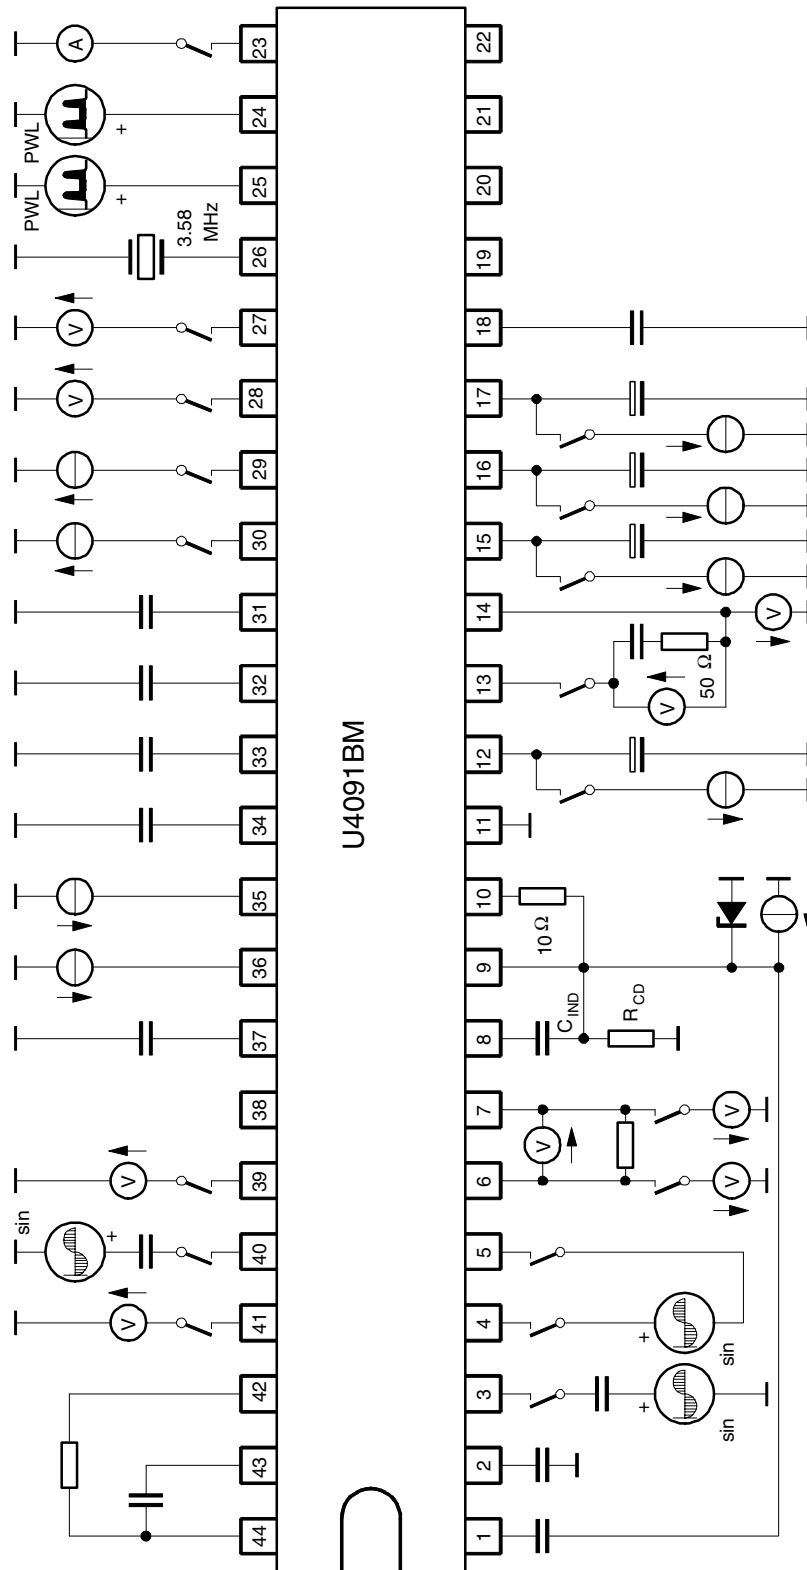 A
23
22
PWL
+
24
21
PWL
+
25
20
3.58
MHz
26
19
V
27
18
V
28
17
29
16
30
15
31
14
V
32
13
V
50 Ω
33
12
U4091BM
34
11
35
10
10 Ω
36
9
37
8
C IND
R CD
38
7
V
V
V
39
6
V
sin
+
40
5
V
41
4
+
sin
42
3
+
sin
43
2
44
1